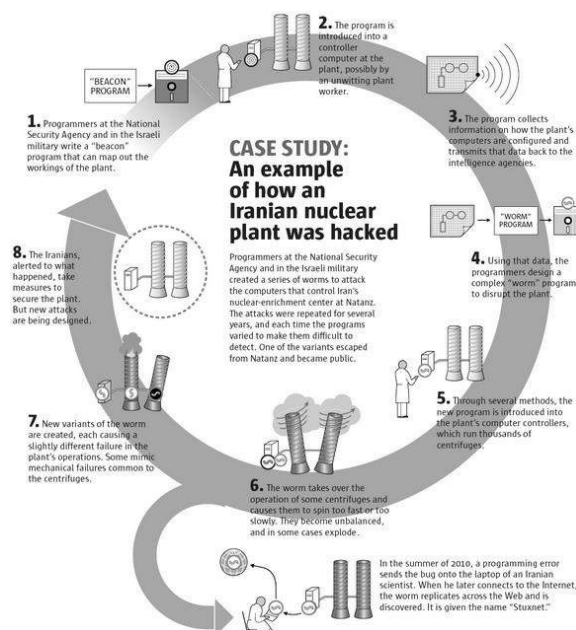 "BEACON"
PROGRAM
1. Programmers at the National
Security Agency and in the Israeli
military write a "beacon"
program that can map out the
workings of the plant.
2. The program is
introduced into a
controller
computer at the
plant, possibly by
an unwitting plant
worker.
3. The program collects
information on how the plant's
computers are configured and
transmits that data back to the
intelligence agencies.
"WORM"
PROGRAM
4. Using that data, the
programmers design a
complex "worm" program
to disrupt the plant.
5. Through several methods, the
new program is introduced into
the plant's computer controllers,
which run thousands of
centrifuges.
6. The worm takes over the
operation of some centrifuges and
causes them to spin too fast or too
slowly. They become unbalanced,
and in some cases explode.
7. New variants of the worm
are created, each causing a
slightly different failure in the
plant's operations. Some mimic
mechanical failures common to
the centrifuges.
8. The Iranians,
alerted to what
happened, take
measures to
secure the plant.
But new attacks
are being designed.
CASE STUDY:
An example
of how an
Iranian nuclear
plant was hacked
Programmers at the National Security
Agency and in the Israeli military
created a series of worms to attack
the computers that control Iran's
nuclear-enrichment center at Natanz.
The attacks were repeated for several
years, and each time the programs
varied to make them difficult to
detect. One of the variants escaped
from Natanz and became public.
In the summer of 2010, a programming error
sends the bug onto the laptop of an Iranian
scientist. When he later connects to the Internet,
the worm replicates across the Web and is
discovered. It is given the name "Stuxnet."